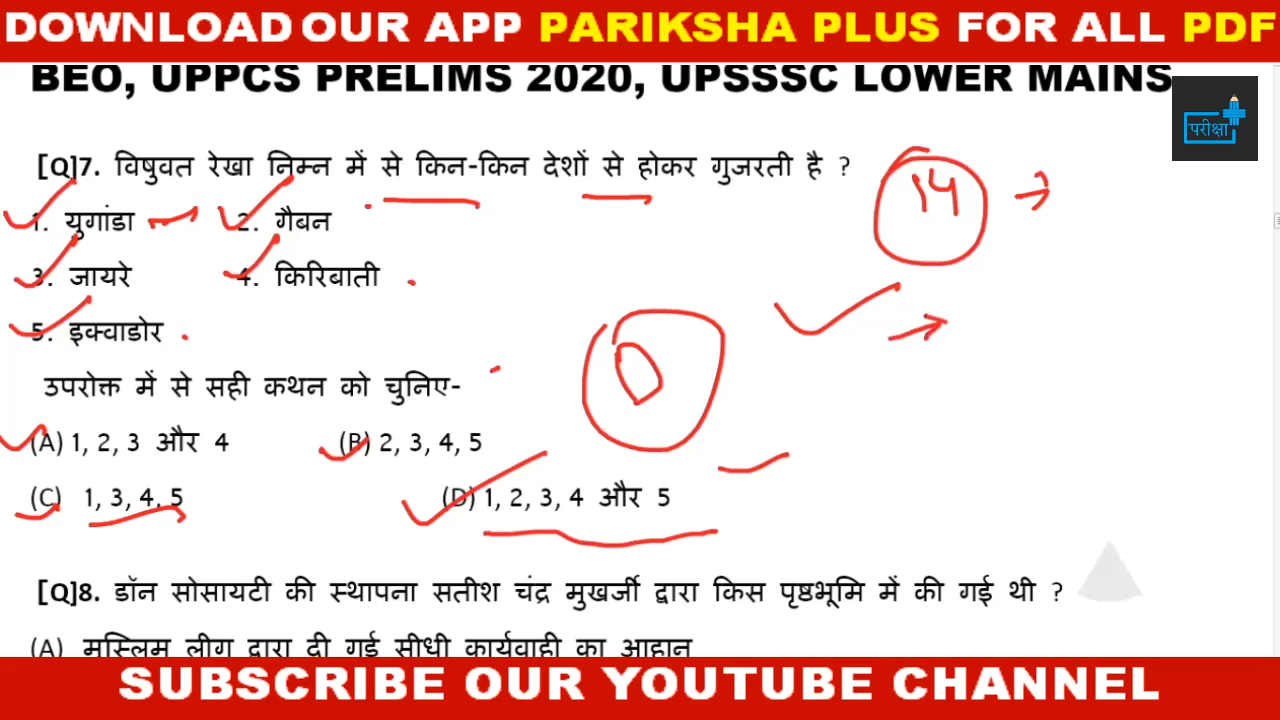 DOWNLOAD OUR APP PARIKSHA PLUS FOR ALL PDF
BEO, UPPCS PRELIMS 2020, UPSSSC LOWER MAINS
परीक्षा
[Q]7. विषुवत रेखा निम्न में से किन-किन देशों से होकर गुजरती है ?
14
1. युगांडा 2. गैबन
3. जायरे 4. किरिबाती
5. इक्वाडोर
उपरोक्त में से सही कथन को चुनिए-
(A) 1, 2, 3 और 4 (B) 2, 3, 4, 5
(C) 1, 3, 4, 5 (D) 1, 2, 3, 4 और 5
[Q]8. डॉन सोसायटी की स्थापना सतीश चंद्र मुखर्जी द्वारा किस पृष्ठभूमि में की गई थी ?
(A) मुस्लिम लीग द्वारा दी गई सीधी कार्यवाही का आहान
SUBSCRIBE OUR YOUTUBE CHANNEL